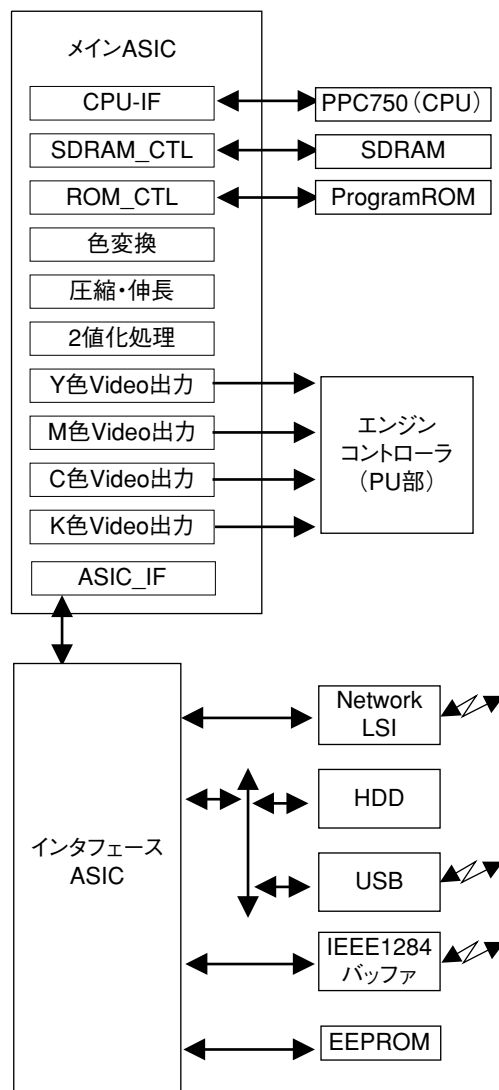 メインASIC
CPU-IF
PPC750（CPU）
SDRAM_CTL
SDRAM
ROM_CTL
ProgramROM
色変換
圧縮・伸長
2値化処理
Y色Video出力
M色Video出力
C色Video出力
K色Video出力
エンジン
コントローラ
（PU部）
ASIC_IF
インタフェース
ASIC
Network
LSI
HDD
USB
IEEE1284
バッファ
EEPROM